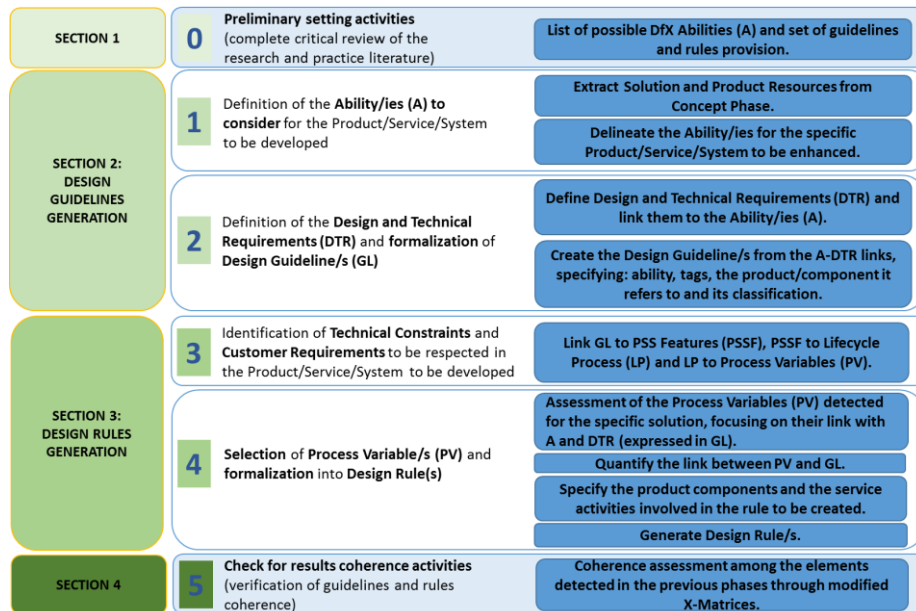 SECTION 1
0
Preliminary setting activities
(complete critical review of the
research and practice literature)
List of possible DfX Abilities (A) and set of guidelines
and rules provision.
SECTION 2:
DESIGN
GUIDELINES
GENERATION
1
Definition of the Ability/ies (A) to
consider for the Product/Service/System
to be developed
Extract Solution and Product Resources from
Concept Phase.
Delineate the Ability/ies for the specific
Product/Service/System to be enhanced.
2
Definition of the Design and Technical
Requirements (DTR) and formalization of
Design Guideline/s (GL)
Define Design and Technical Requirements (DTR) and
link them to the Ability/ies (A).
Create the Design Guideline/s from the A-DTR links,
specifying: ability, tags, the product/component it
refers to and its classification.
SECTION 3:
DESIGN RULES
GENERATION
3
Identification of Technical Constraints and
Customer Requirements to be respected in
the Product/Service/System to be developed
Link GL to PSS Features (PSSF), PSSF to Lifecycle
Process (LP) and LP to Process Variables (PV).
4
Selection of Process Variable/s (PV) and
formalization into Design Rule(s)
Assessment of the Process Variables (PV) detected
for the specific solution, focusing on their link with
A and DTR (expressed in GL).
Quantify the link between PV and GL.
Specify the product components and the service
activities involved in the rule to be created.
Generate Design Rule/s.
SECTION 4
5
Check for results coherence activities
(verification of guidelines and rules
coherence)
Coherence assessment among the elements
detected in the previous phases through modified
X-Matrices.